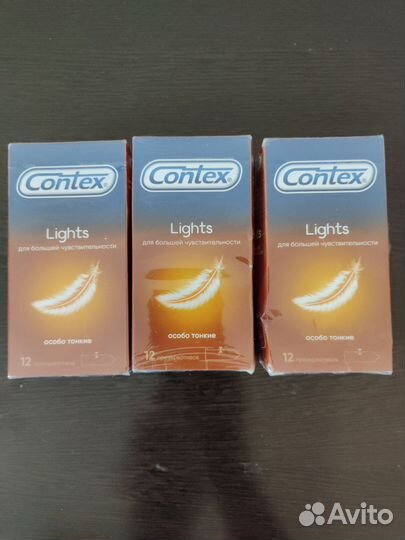 Contex®
Lights
для большей чувствительности
особо тонкие
12 презервативов
Contex®
Lights
для большей чувствительности
особо тонкие
12 презервативов
Contex®
Lights
для большей чувствительности
особо тонкие
12 презервативов
Avito